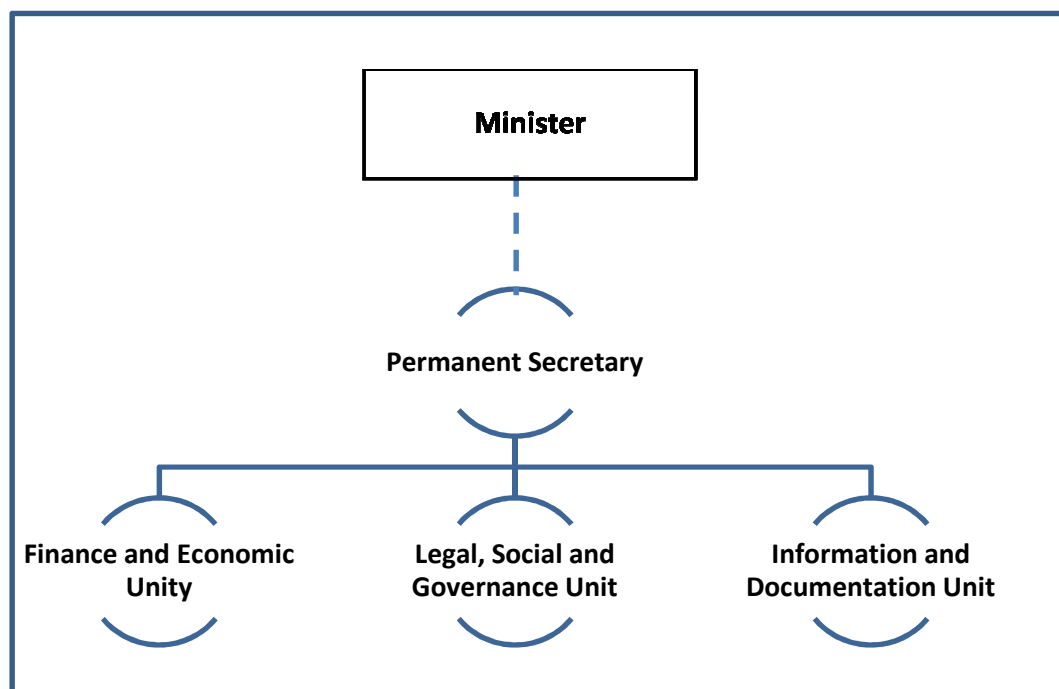 Minister
Permanent Secretary
Finance and Economic
Unity
Legal, Social and
Governance Unit
Information and
Documentation Unit